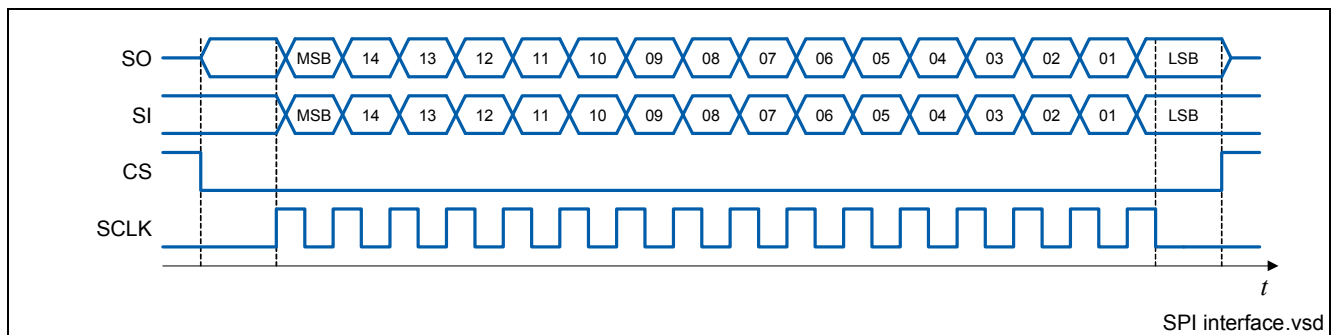 SO MSB 14 13 12 11 10 09 08 07 06 05 04 03 02 01 LSB
SI MSB 14 13 12 11 10 09 08 07 06 05 04 03 02 01 LSB
CS
SCLK
t
SPI interface.vsd